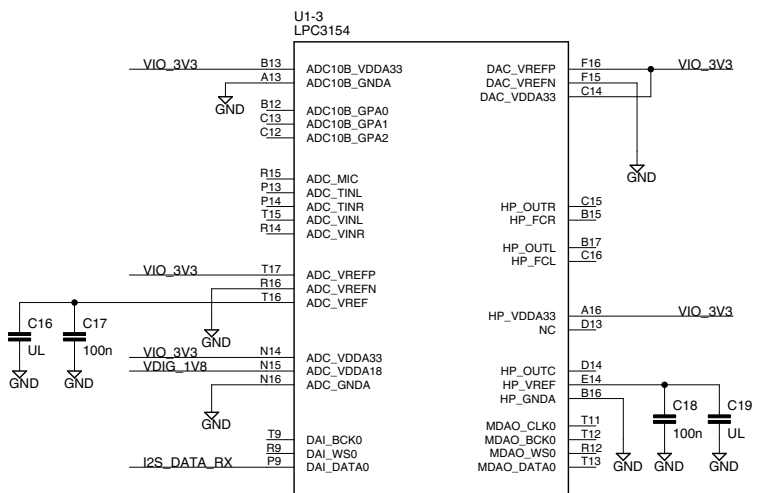 U1-3
LPC3154
VIO_3V3 B13 ADC10B_VDDA33 DAC_VREFP F16 VIO_3V3
A13 ADC10B_GNDA DAC_VREFN F15
DAC_VDDA33 C14
GND
B12 ADC10B_GPA0
C13 ADC10B_GPA1
C12 ADC10B_GPA2
GND
R15 ADC_MIC
P13 ADC_TINL
P14 ADC_TINR HP_OUTR C15
T15 ADC_VINL HP_FCR B15
R14 ADC_VINR
HP_OUTL B17
HP_FCL C16
VIO_3V3 T17 ADC_VREFP
R16 ADC_VREFN
T16 ADC_VREF
HP_VDDA33 A16 VIO_3V3
NC D13
C16 C17
UL 100n
GND
VIO_3V3 N14 ADC_VDDA33
VDIG_1V8 N15 ADC_VDDA18 HP_OUTC D14
N16 ADC_GNDA HP_VREF E14
GND GND
HP_GNDA B16
C18 C19
GND
MDAO_CLK0 T11
100n UL
T9 DAI_BCK0 MDAO_BCK0 T12
R9 DAI_WS0 MDAO_WS0 R12
I2S_DATA_RX P9 DAI_DATA0 MDAO_DATA0 T13
GND GND GND